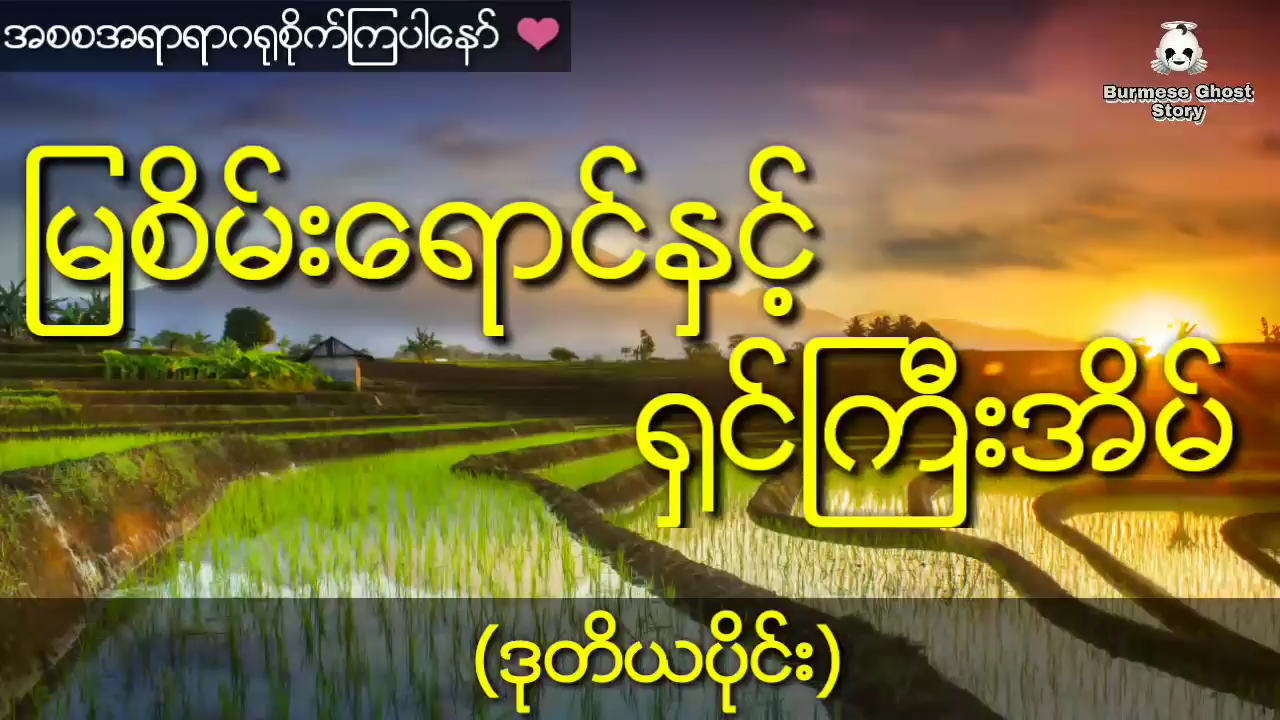 အစစအရာရာဂရုစိုက်ကြပါနော် ❤
Burmese Ghost
Story
မြစိမ်းရောင်နှင့်
ရှင်ကြီးအိမ်
(ဒုတိယပိုင်း)